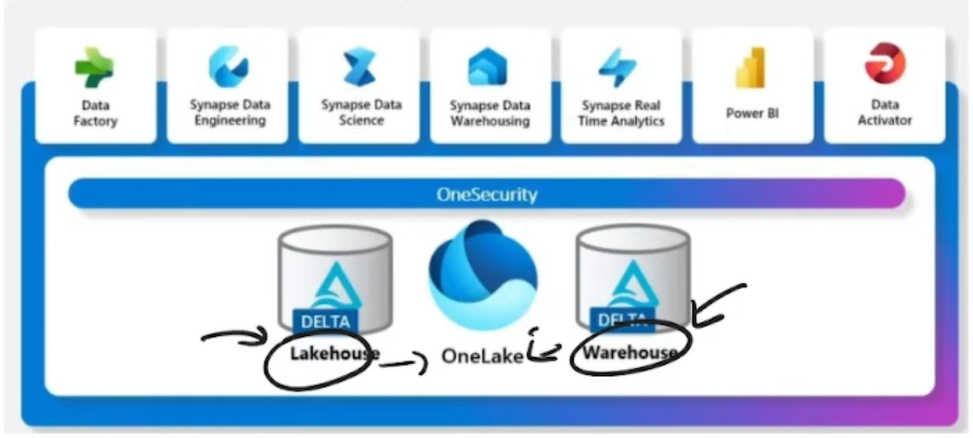 Data
Factory
Synapse Data
Engineering
Synapse Data
Science
Synapse Data
Warehousing
Synapse Real
Time Analytics
Power BI
Data
Activator
OneSecurity
DELTA
DELTA
Lakehouse
OneLake
Warehouse